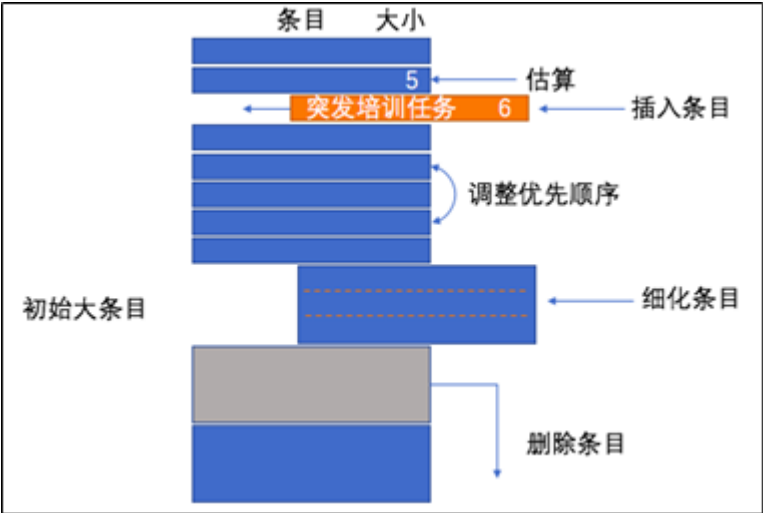 条目 大小
5 估算
突发培训任务 6 插入条目
调整优先顺序
初始大条目 细化条目
删除条目